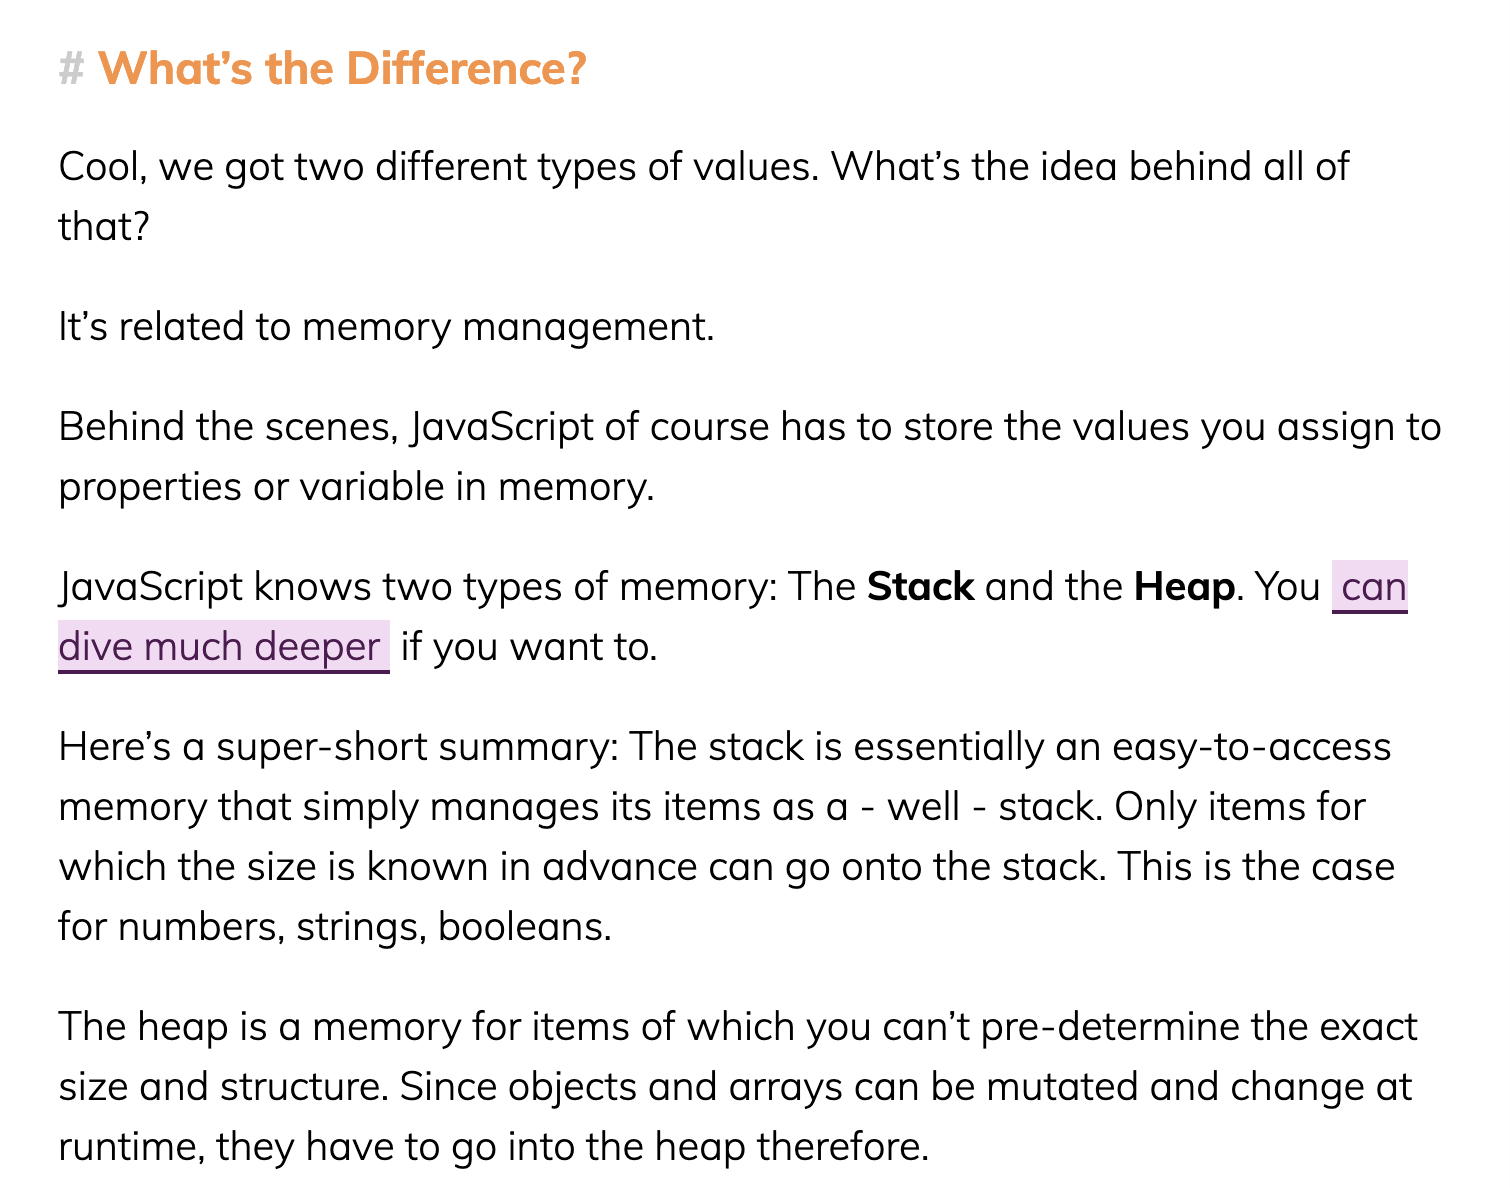 # What’s the Difference?
Cool, we got two different types of values. What’s the idea behind all of
that?
It’s related to memory management.
Behind the scenes, JavaScript of course has to store the values you assign to
properties or variable in memory.
JavaScript knows two types of memory: The Stack and the Heap. You can
dive much deeper if you want to.
Here’s a super-short summary: The stack is essentially an easy-to-access
memory that simply manages its items as a - well - stack. Only items for
which the size is known in advance can go onto the stack. This is the case
for numbers, strings, booleans.
The heap is a memory for items of which you can’t pre-determine the exact
size and structure. Since objects and arrays can be mutated and change at
runtime, they have to go into the heap therefore.